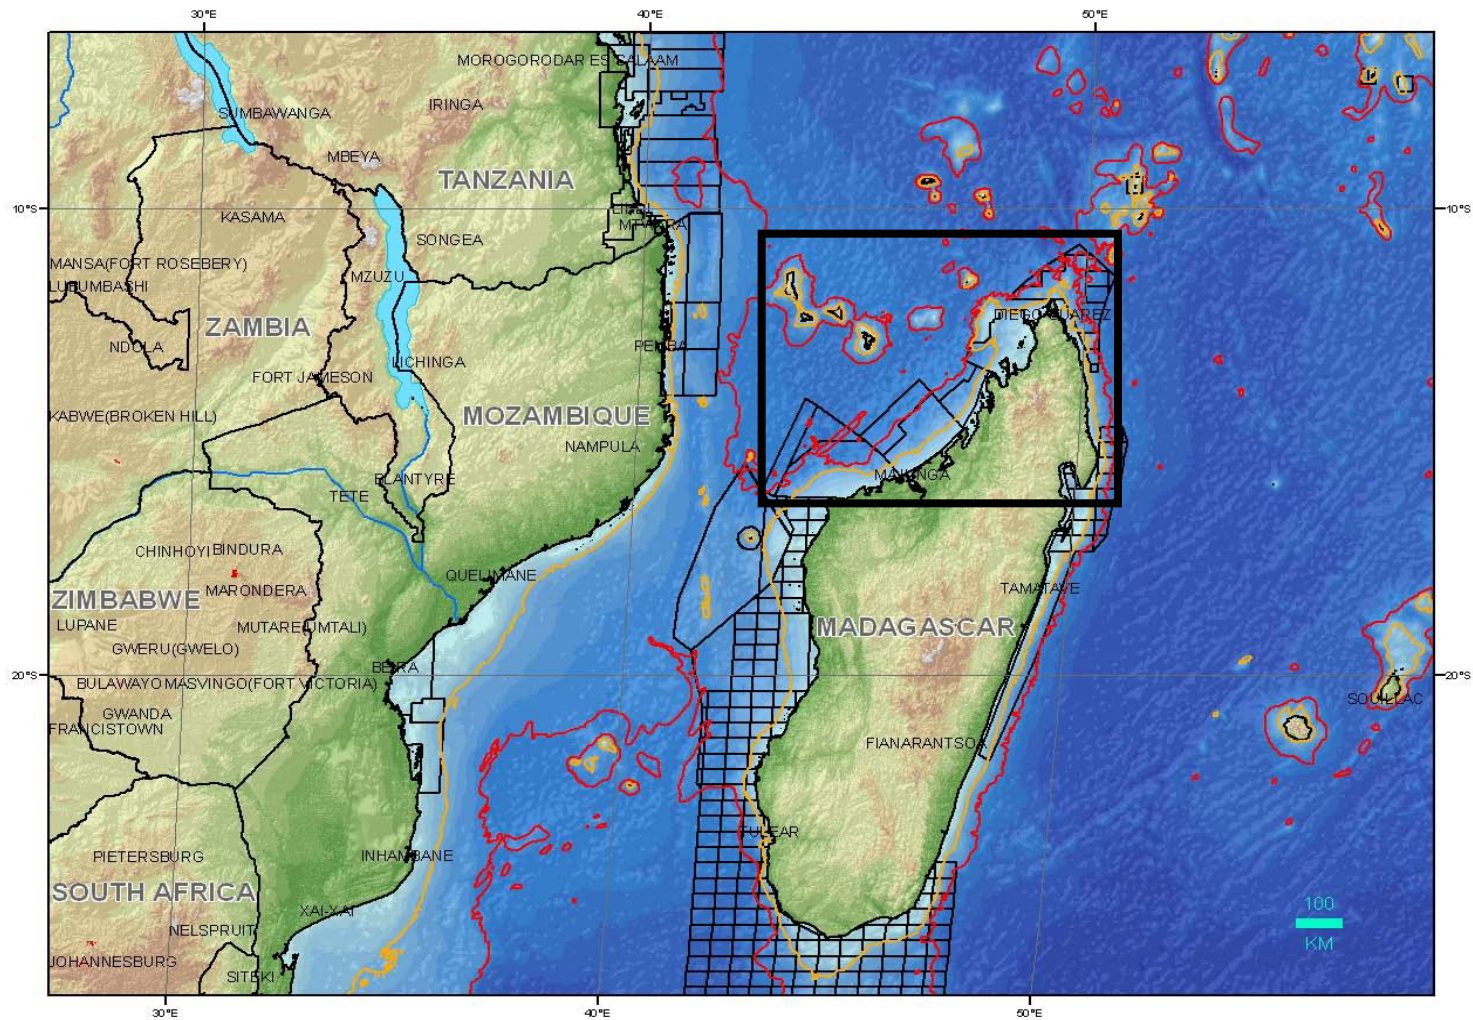 30°E 40°E 50°E
MOROGORODAR ES SALAAM
SUMBAWANGA
IRINGA
MBEYA
TANZANIA
10°S 10°S
KASAMA
MTWARA
SONGEA
MANSA(FORT ROSEBERY)
MZUZU
LUBUMBASHI
ZAMBIA
DIEGO SUAREZ
NDOLA
PEMBA
LICHINGA
FORT JAMESON
KABWE(BROKEN HILL)
MOZAMBIQUE
NAMPULA
MAJUNGA
BLANTYRE
TETE
CHINHOYI BINDURA
QUELIMANE
MARONDERA
TAMATAVE
ZIMBABWE
LUPANE
MUTARE(UMTALI)
MADAGASCAR
GWERU(GWELO)
BEIRA
20°S 20°S
BULAWAYO MASVINGO(FORT VICTORIA)
SOUILLAC
GWANDA
FRANCISTOWN
FIANARANTSOA
TULEAR
PIETERSBURG
INHAMBANE
SOUTH AFRICA
XAI-XAI
100
KM
NELSPRUIT
JOHANNESBURG
SITEKI
30°E 40°E 50°E